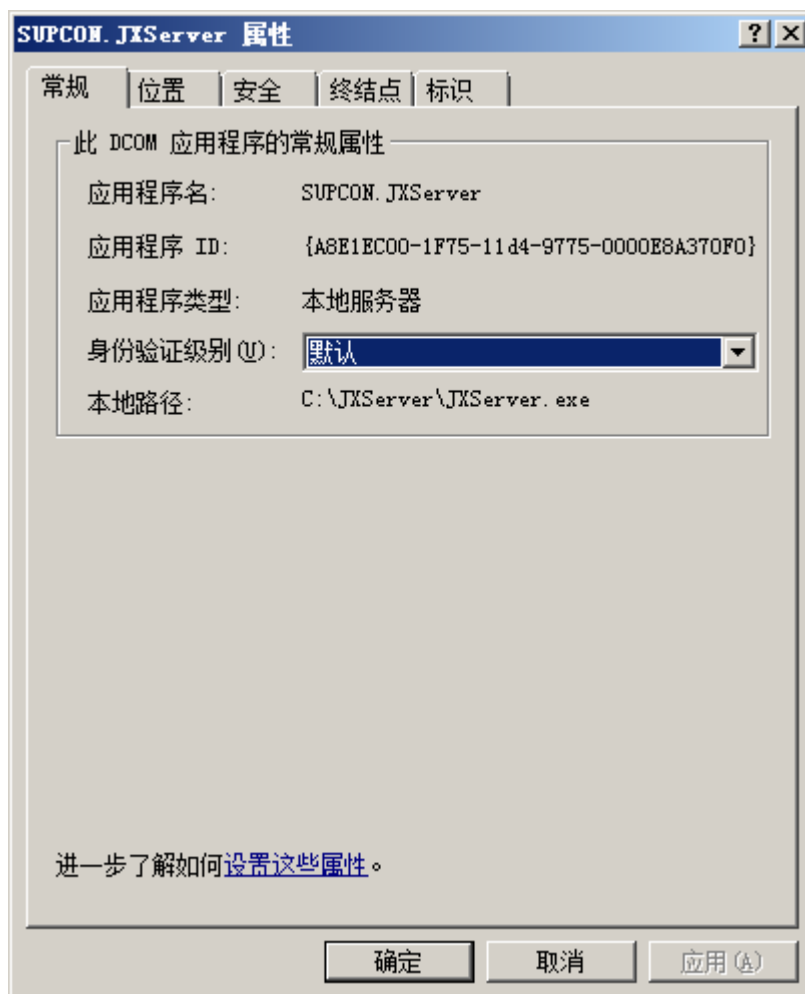 SUPCON.JXServer 属性
常规 位置 安全 终结点 标识
此 DCOM 应用程序的常规属性
应用程序名: SUPCON.JXServer
应用程序 ID: {A8E1EC00-1F75-11d4-9775-0000E8A370F0}
应用程序类型: 本地服务器
身份验证级别(U): 默认
本地路径: C:\JXServer\JXServer.exe
进一步了解如何设置这些属性。
确定 取消 应用(A)